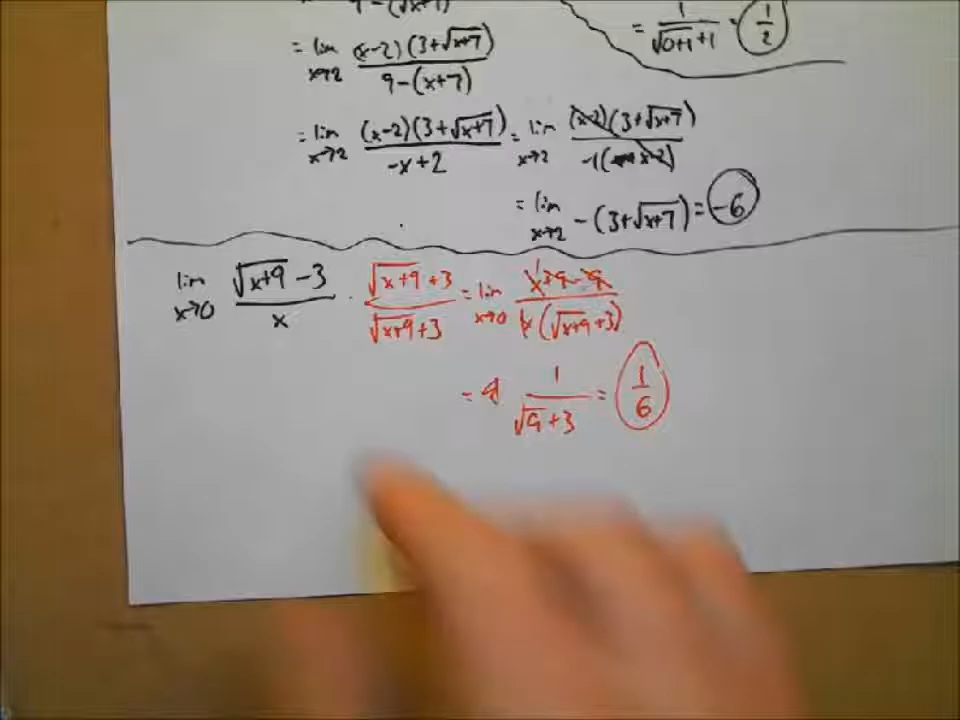 9-(√x+7)
= lim x→2 (x-2)(3+√x+7) / 9-(x+7)
= 1 / √0+1 +1 = 1/2
= lim x→2 (x-2)(3+√x+7) / -x+2 = lim x→2 (x-2)(3+√x+7) / -1(x-2)
= lim x→2 -(3+√x+7) = -6
lim x→0 √x+9 -3 / x · √x+9 +3 / √x+9 +3 = lim x→0 x+9-9 / x(√x+9 +3)
= 1 / √9 +3 = 1/6